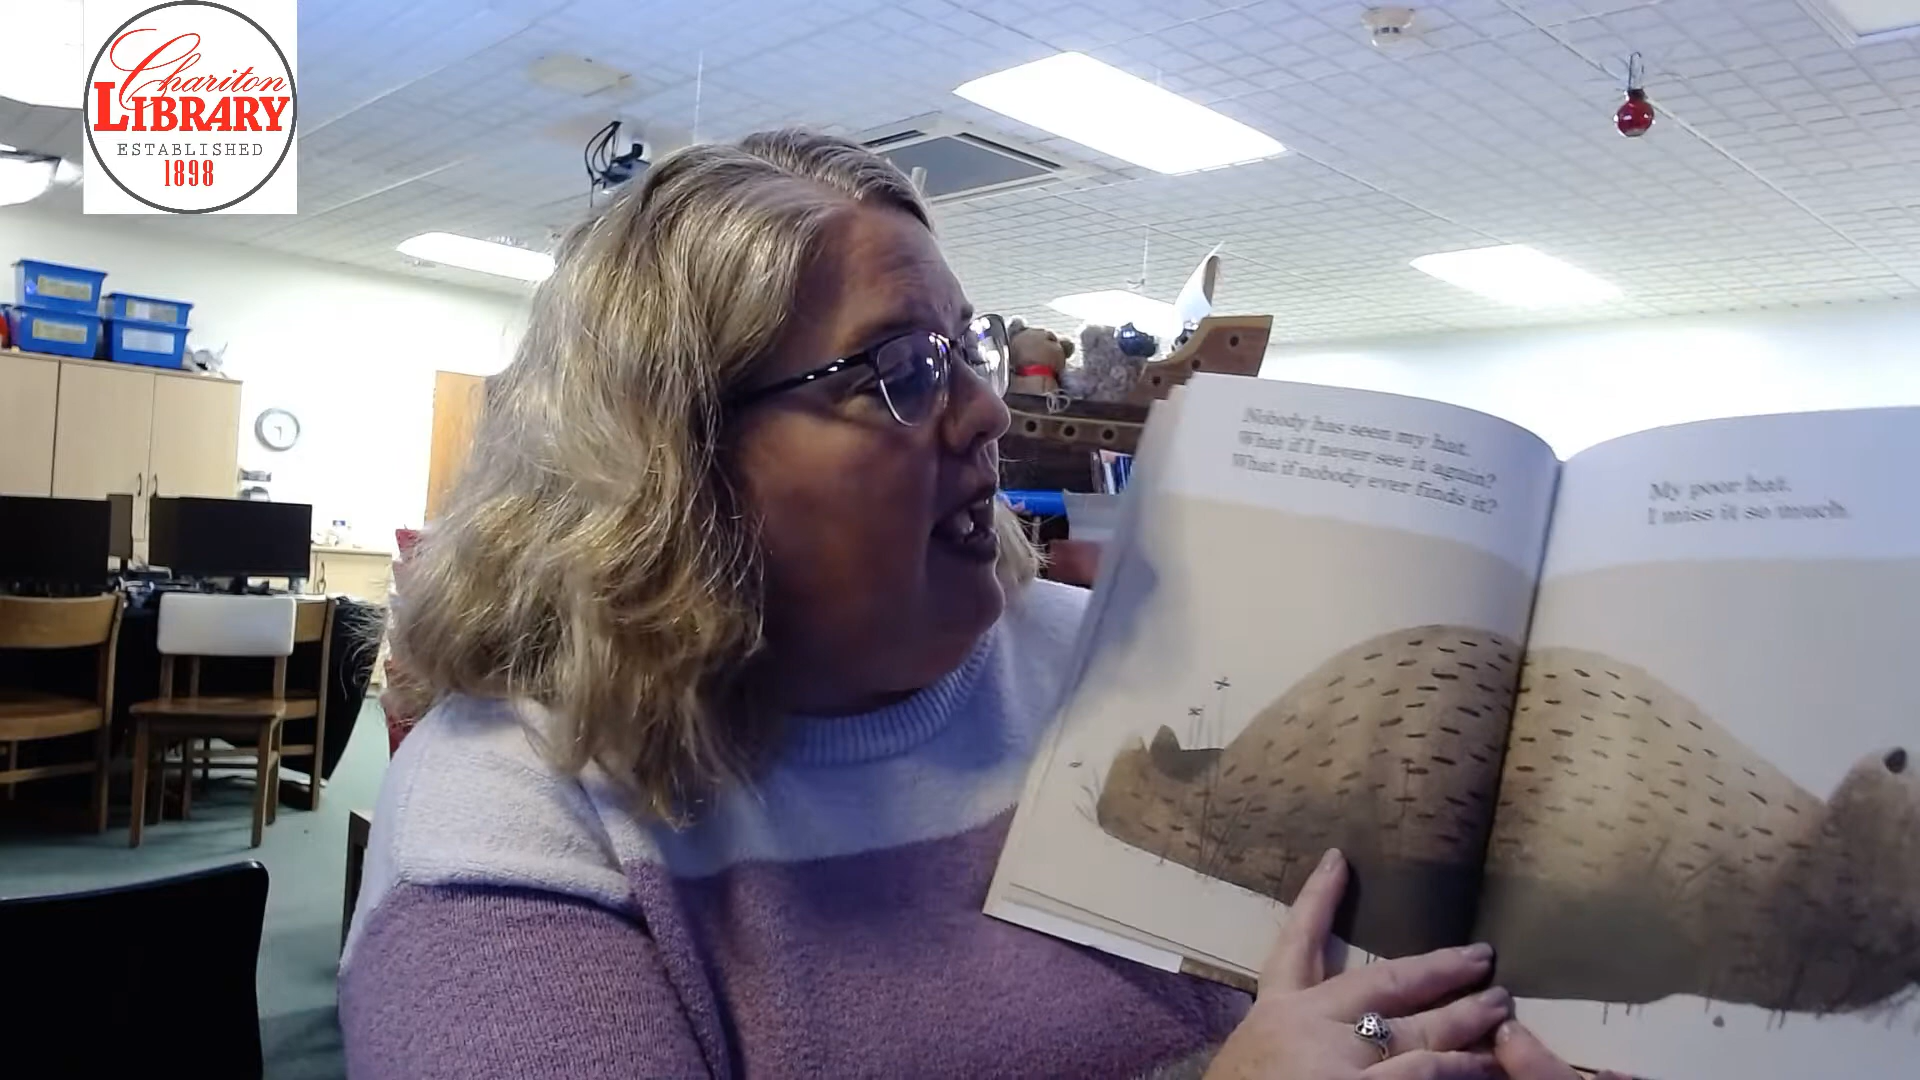 Chariton
LIBRARY
ESTABLISHED
1898
Nobody has seen my hat.
What if I never see it again?
What if nobody ever finds it?
My poor hat.
I miss it so much.